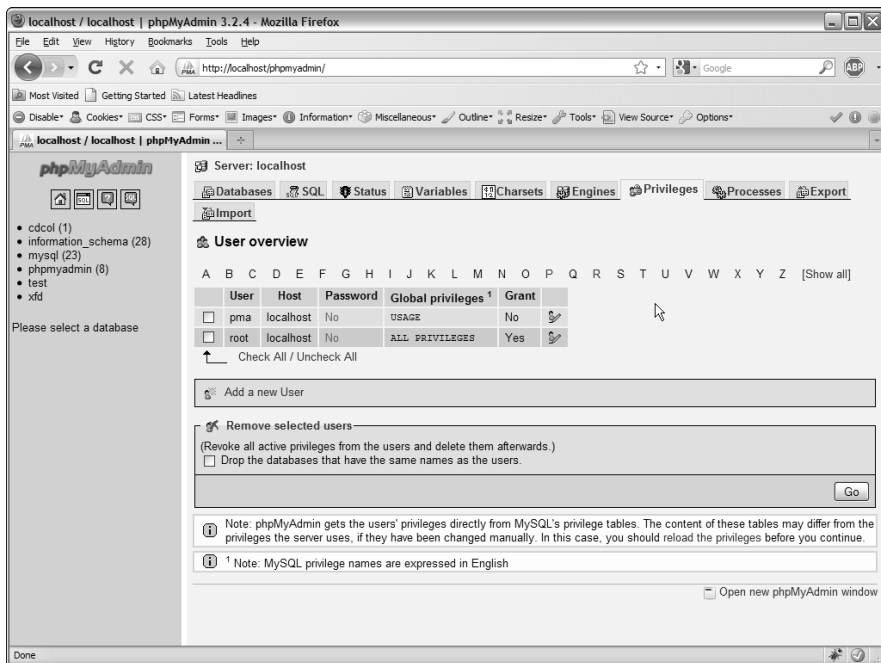 localhost / localhost | phpMyAdmin 3.2.4 - Mozilla Firefox
File Edit View History Bookmarks Tools Help
PMA http://localhost/phpmyadmin/ Google ABP
Most Visited Getting Started Latest Headlines
Disable Cookies CSS Forms Images Information Miscellaneous Outline Resize Tools View Source Options
PMA localhost / localhost | phpMyAdmin ...
phpMyAdmin
SQL
cdcol (1)
information_schema (28)
mysql (23)
phpmyadmin (8)
test
xfd
Please select a database
Server: localhost
Databases SQL Status Variables Charsets Engines Privileges Processes Export
Import
User overview
A B C D E F G H I J K L M N O P Q R S T U V W X Y Z [Show all]
User Host Password Global privileges 1 Grant
pma localhost No USAGE No
root localhost No ALL PRIVILEGES Yes
Check All / Uncheck All
Add a new User
Remove selected users
(Revoke all active privileges from the users and delete them afterwards.)
Drop the databases that have the same names as the users.
Go
Note: phpMyAdmin gets the users' privileges directly from MySQL's privilege tables. The content of these tables may differ from the
privileges the server uses, if they have been changed manually. In this case, you should reload the privileges before you continue.
1 Note: MySQL privilege names are expressed in English
Open new phpMyAdmin window
Done